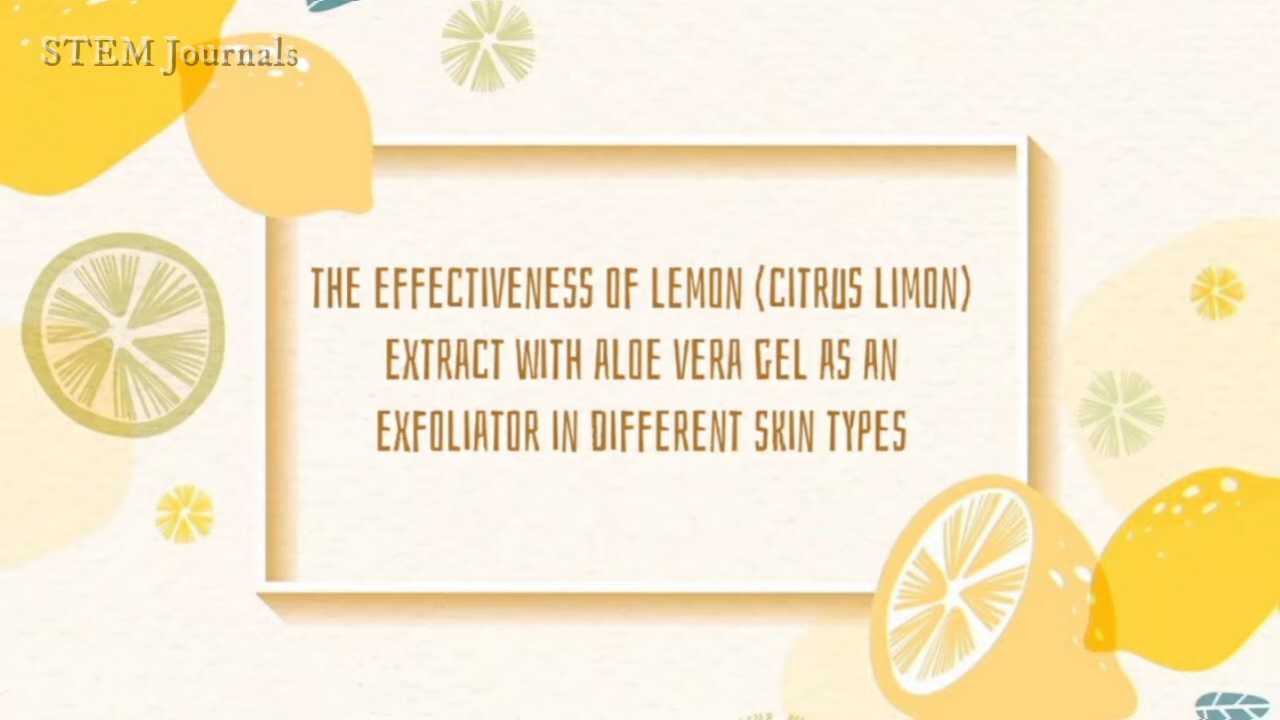 STEM Journals
THE EFFECTIVENESS OF LEMON (CITRUS LIMON)
EXTRACT WITH ALOE VERA GEL AS AN
EXFOLIATOR IN DIFFERENT SKIN TYPES